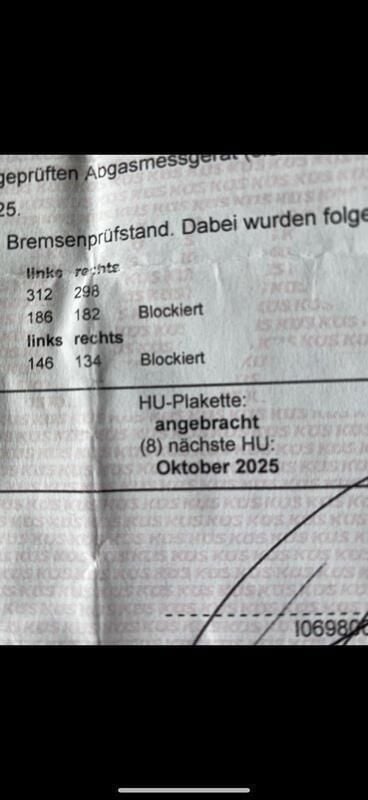 geprüften Abgasmessgerät
25.
Bremsenprüfstand. Dabei wurden folge
links rechts
312 298
186 182 Blockiert
links rechts
146 134 Blockiert
HU-Plakette:
angebracht
(8) nächste HU:
Oktober 2025